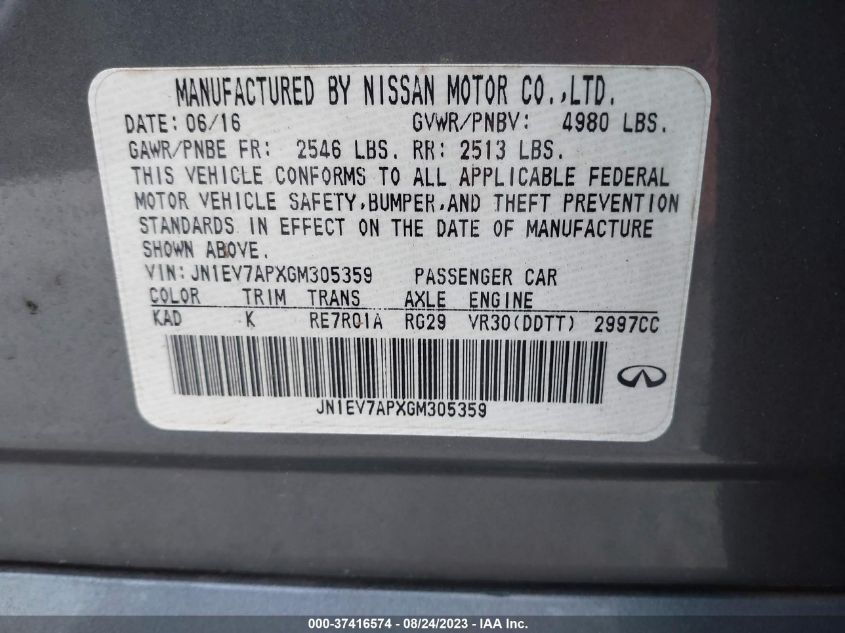 MANUFACTURED BY NISSAN MOTOR CO.,LTD.
DATE: 06/16 GVWR/PNBV: 4980 LBS.
GAWR/PNBE FR: 2546 LBS. RR: 2513 LBS.
THIS VEHICLE CONFORMS TO ALL APPLICABLE FEDERAL
MOTOR VEHICLE SAFETY,BUMPER,AND THEFT PREVENTION
STANDARDS IN EFFECT ON THE DATE OF MANUFACTURE
SHOWN ABOVE.
VIN:JN1EV7APXGM305359 PASSENGER CAR
COLOR TRIM TRANS AXLE ENGINE
KAD K RE7R01A RG29 VR30(DDTT) 2997CC
JN1EV7APXGM305359
000-37416574 - 08/24/2023 - IAA Inc.